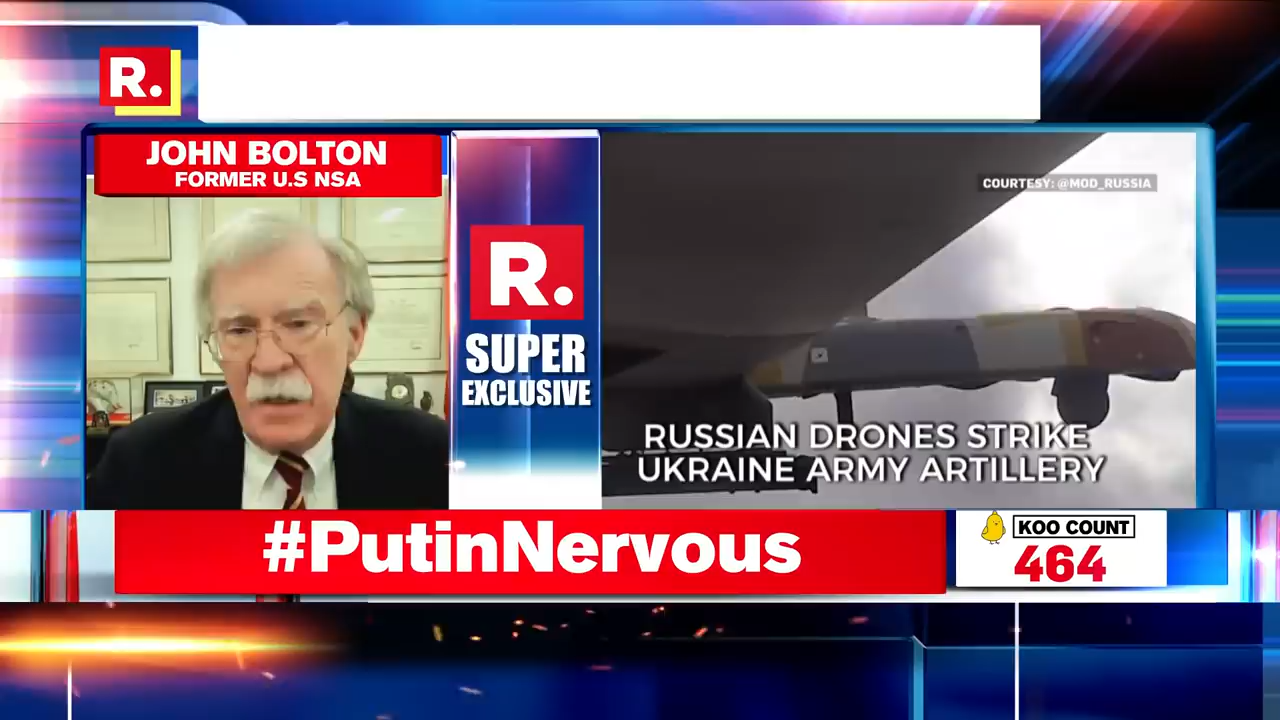 R.
JOHN BOLTON
FORMER U.S NSA
R.
SUPER
EXCLUSIVE
COURTESY: @MOD_RUSSIA
RUSSIAN DRONES STRIKE
UKRAINE ARMY ARTILLERY
#PutinNervous
KOO COUNT
464